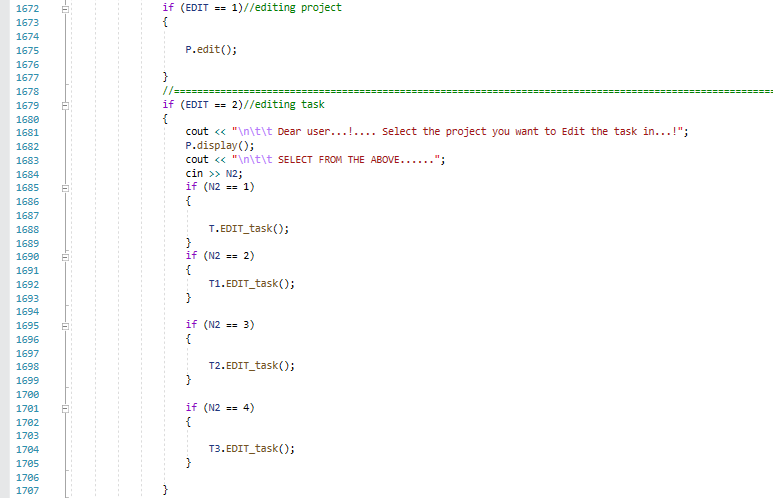 1672 if (EDIT == 1)//editing project
1673 {
1674
1675 P.edit();
1676
1677 }
1678 //==========================================================================================================
1679 if (EDIT == 2)//editing task
1680 {
1681 cout << "\n\t\t Dear user...!.... Select the project you want to Edit the task in...!";
1682 P.display();
1683 cout << "\n\t\t SELECT FROM THE ABOVE......";
1684 cin >> N2;
1685 if (N2 == 1)
1686 {
1687
1688 T.EDIT_task();
1689 }
1690 if (N2 == 2)
1691 {
1692 T1.EDIT_task();
1693 }
1694
1695 if (N2 == 3)
1696 {
1697
1698 T2.EDIT_task();
1699 }
1700
1701 if (N2 == 4)
1702 {
1703
1704 T3.EDIT_task();
1705 }
1706
1707 }